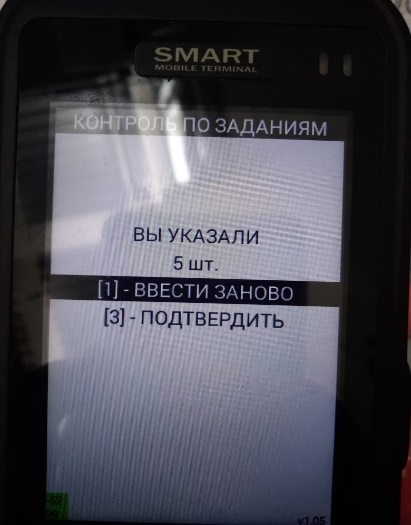 SMART
MOBILE TERMINAL
КОНТРОЛЬ ПО ЗАДАНИЯМ
ВЫ УКАЗАЛИ
5 шт.
[1] - ВВЕСТИ ЗАНОВО
[3] - ПОДТВЕРДИТЬ
v1.05